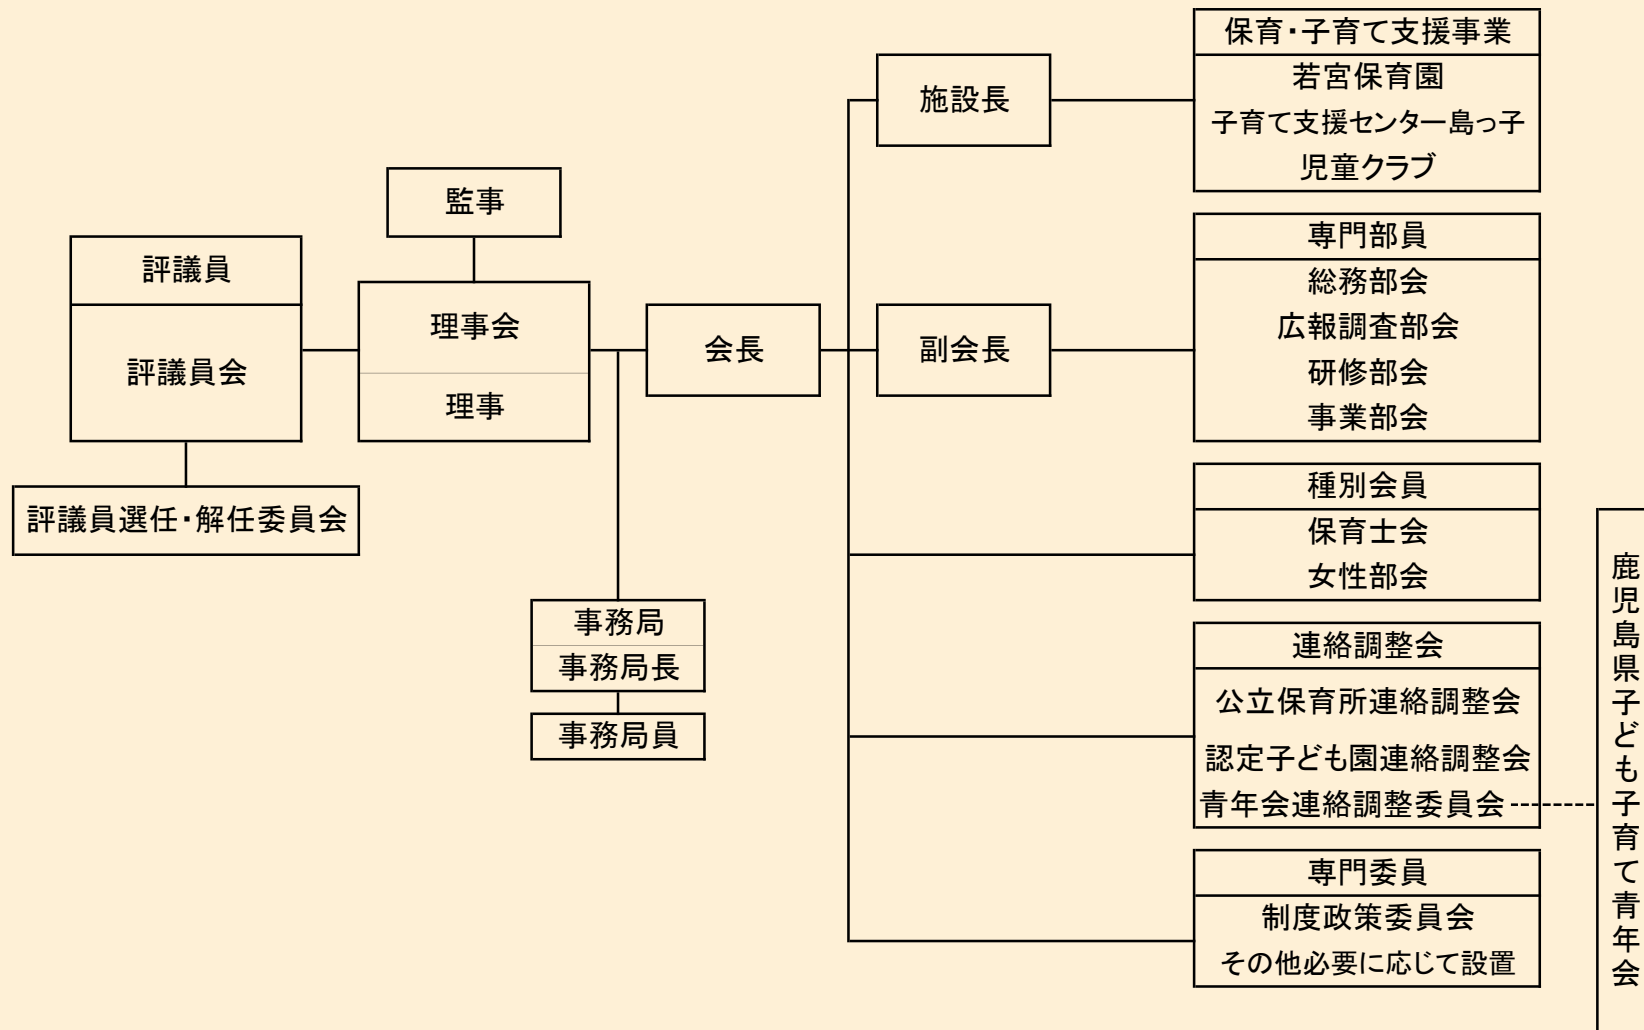 評議員
評議員会
評議員選任・解任委員会
監事
理事会
理事
事務局
事務局長
事務局員
会長
施設長
副会長
保育・子育て支援事業
若宮保育園
子育て支援センター島っ子
児童クラブ
専門部員
総務部会
広報調査部会
研修部会
事業部会
種別会員
保育士会
女性部会
連絡調整会
公立保育所連絡調整会
認定子ども園連絡調整会
青年会連絡調整委員会
専門委員
制度政策委員会
その他必要に応じて設置
鹿児島県子ども子育て青年会